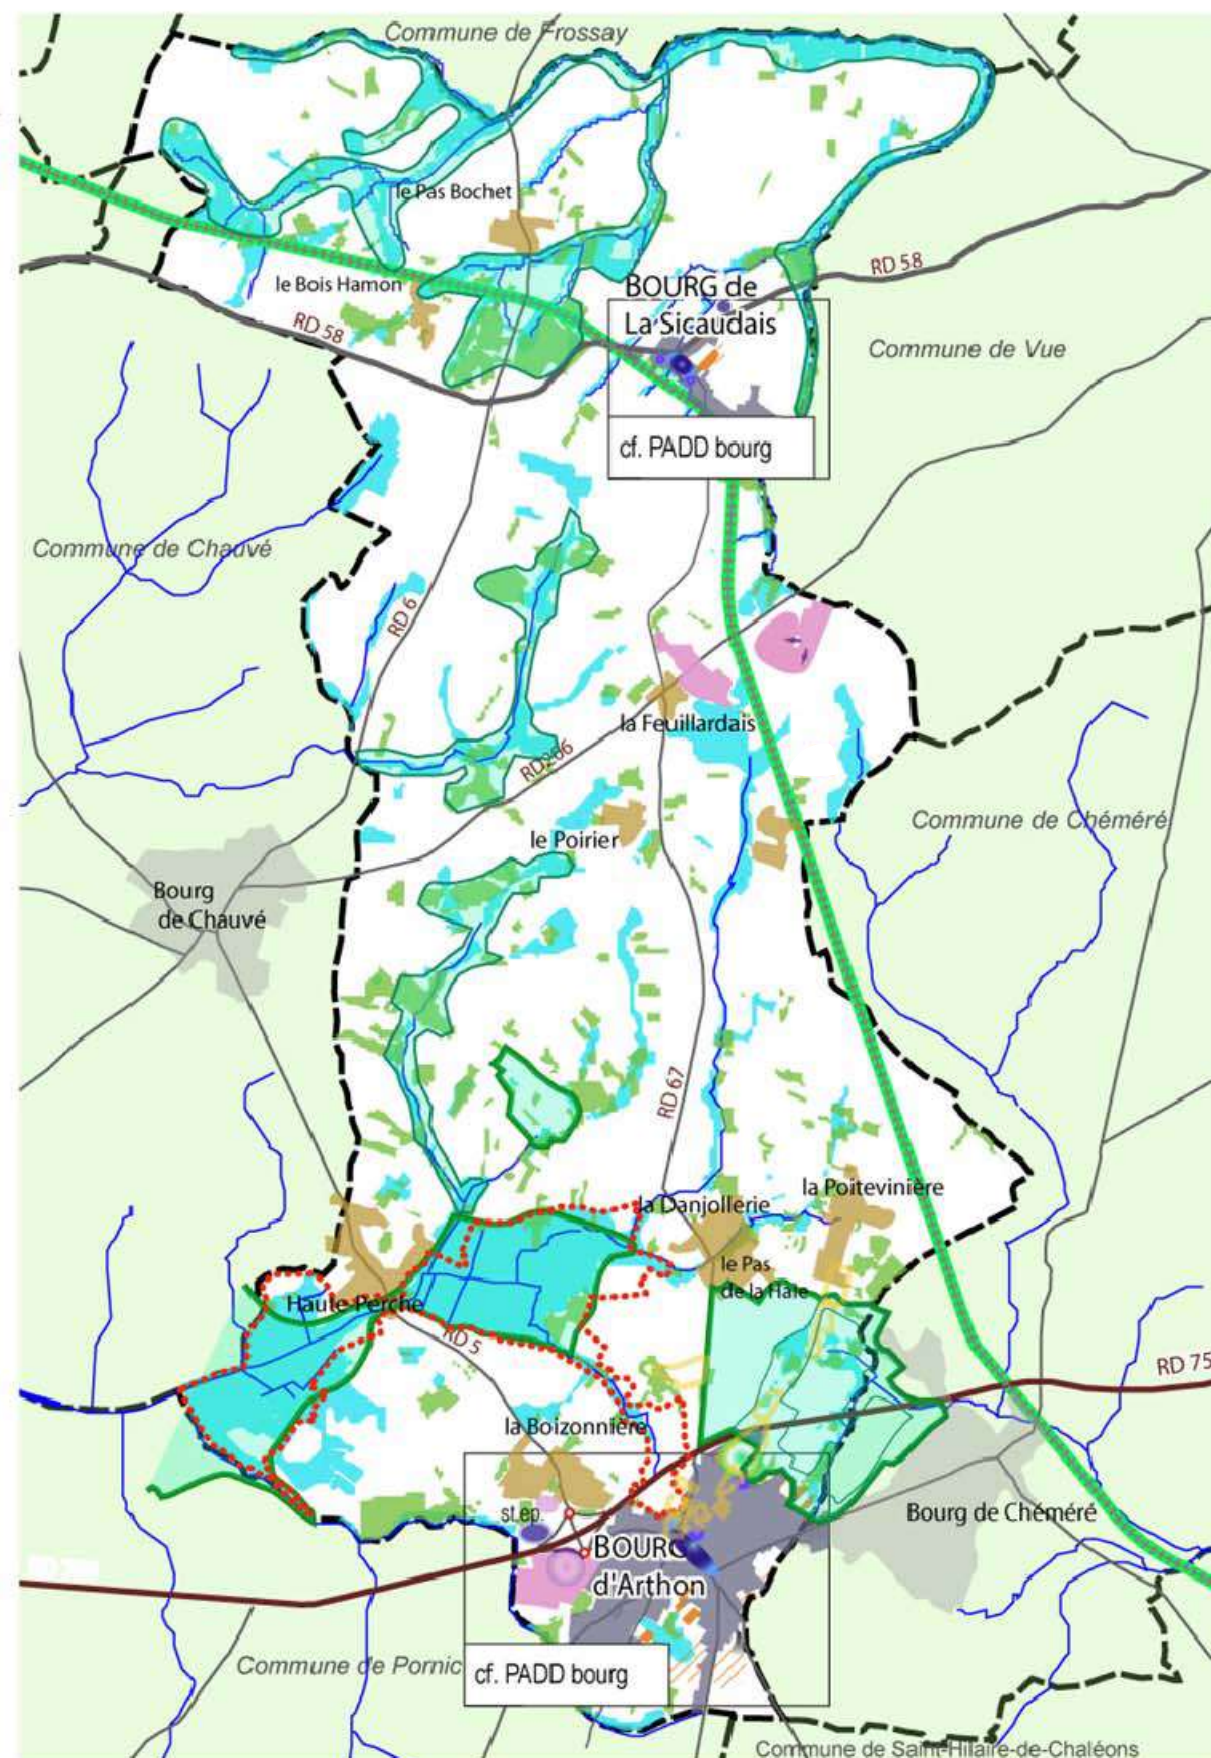 Commune de Frossay
le Pas Bochet
RD 58
le Bois Hamon
BOURG de
La Sicaudais
RD 58
Commune de Vue
cf. PADD bourg
Commune de Chauvé
RD 6
la Feuillardais
RD266
Commune de Chéméré
le Poirier
Bourg
de Chauvé
RD 67
la Danjollerie
la Poitevinière
le Pas
de la Haie
Haute Perche
RD 5
RD 75
la Boizonnière
st.ep.
Bourg de Chéméré
BOURG
d'Arthon
Commune de Pornic
cf. PADD bourg
Commune de Saint-Hilaire-de-Chaléons